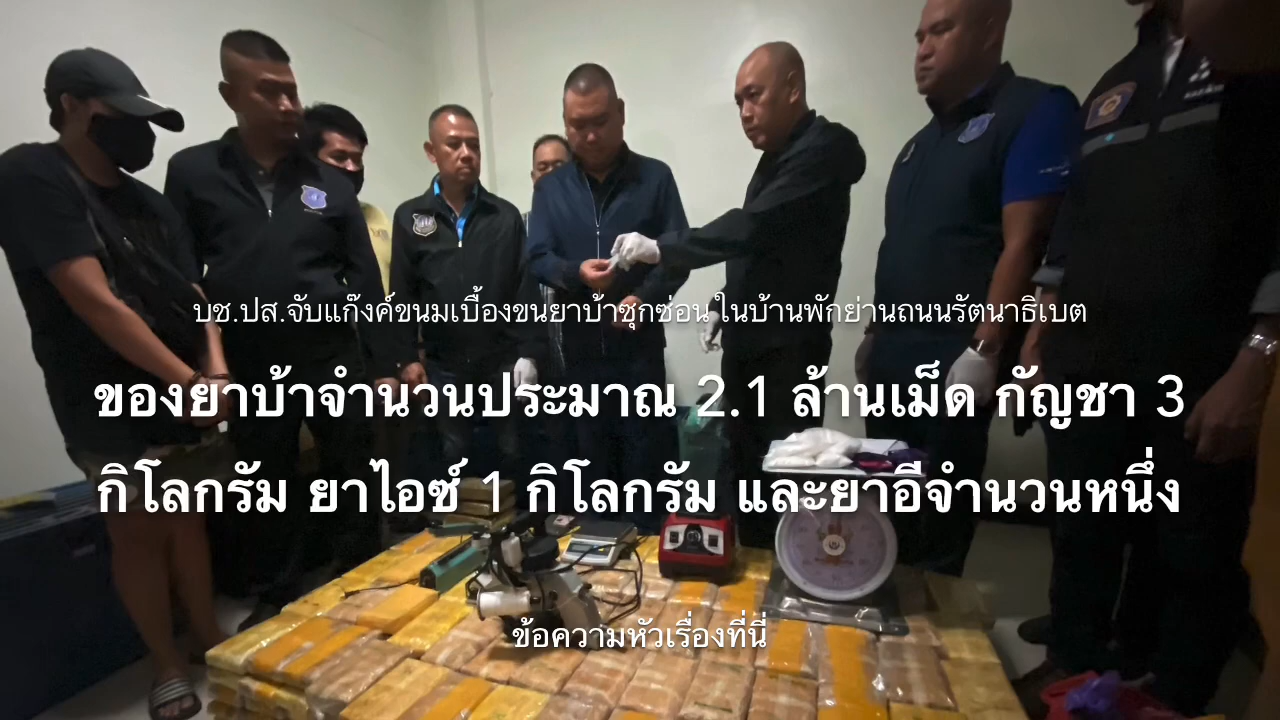 บช.ปส.จับแก๊งค์ขนมเบื้องขนยาบ้าซุกซ่อน ในบ้านพักย่านถนนรัตนาธิเบต
ของยาบ้าจำนวนประมาณ 2.1 ล้านเม็ด กัญชา 3
กิโลกรัม ยาไอซ์ 1 กิโลกรัม และยาอีจำนวนหนึ่ง
ข้อความหัวเรื่องที่นี่